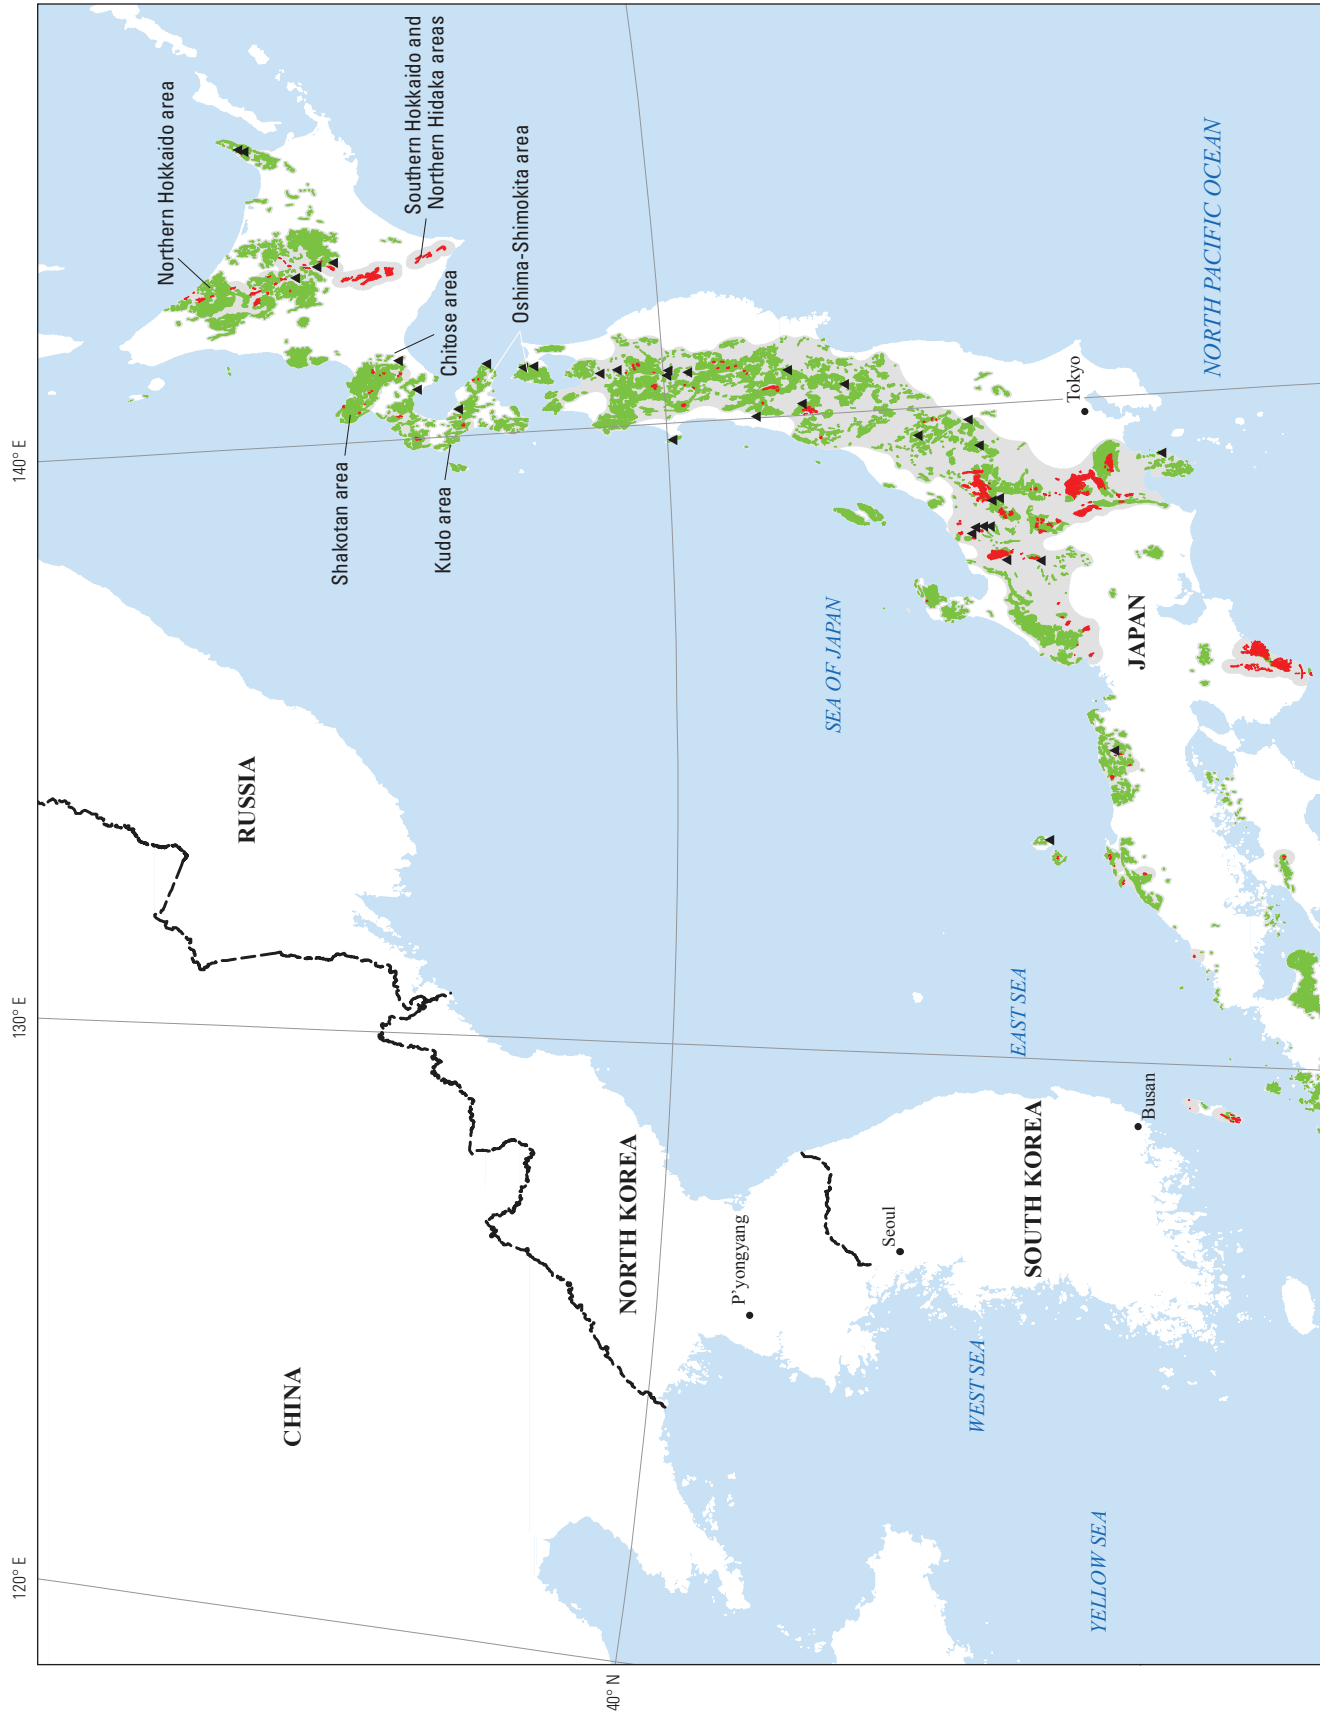 120° E
130° E
140° E
40° N
CHINA
RUSSIA
NORTH KOREA
P'yongyang
Seoul
SOUTH KOREA
Busan
JAPAN
Tokyo
YELLOW SEA
WEST SEA
EAST SEA
SEA OF JAPAN
NORTH PACIFIC OCEAN
Northern Hokkaido area
Southern Hokkaido and
Northern Hidaka areas
Shakotan area
Chitose area
Kudo area
Oshima-Shimokita area